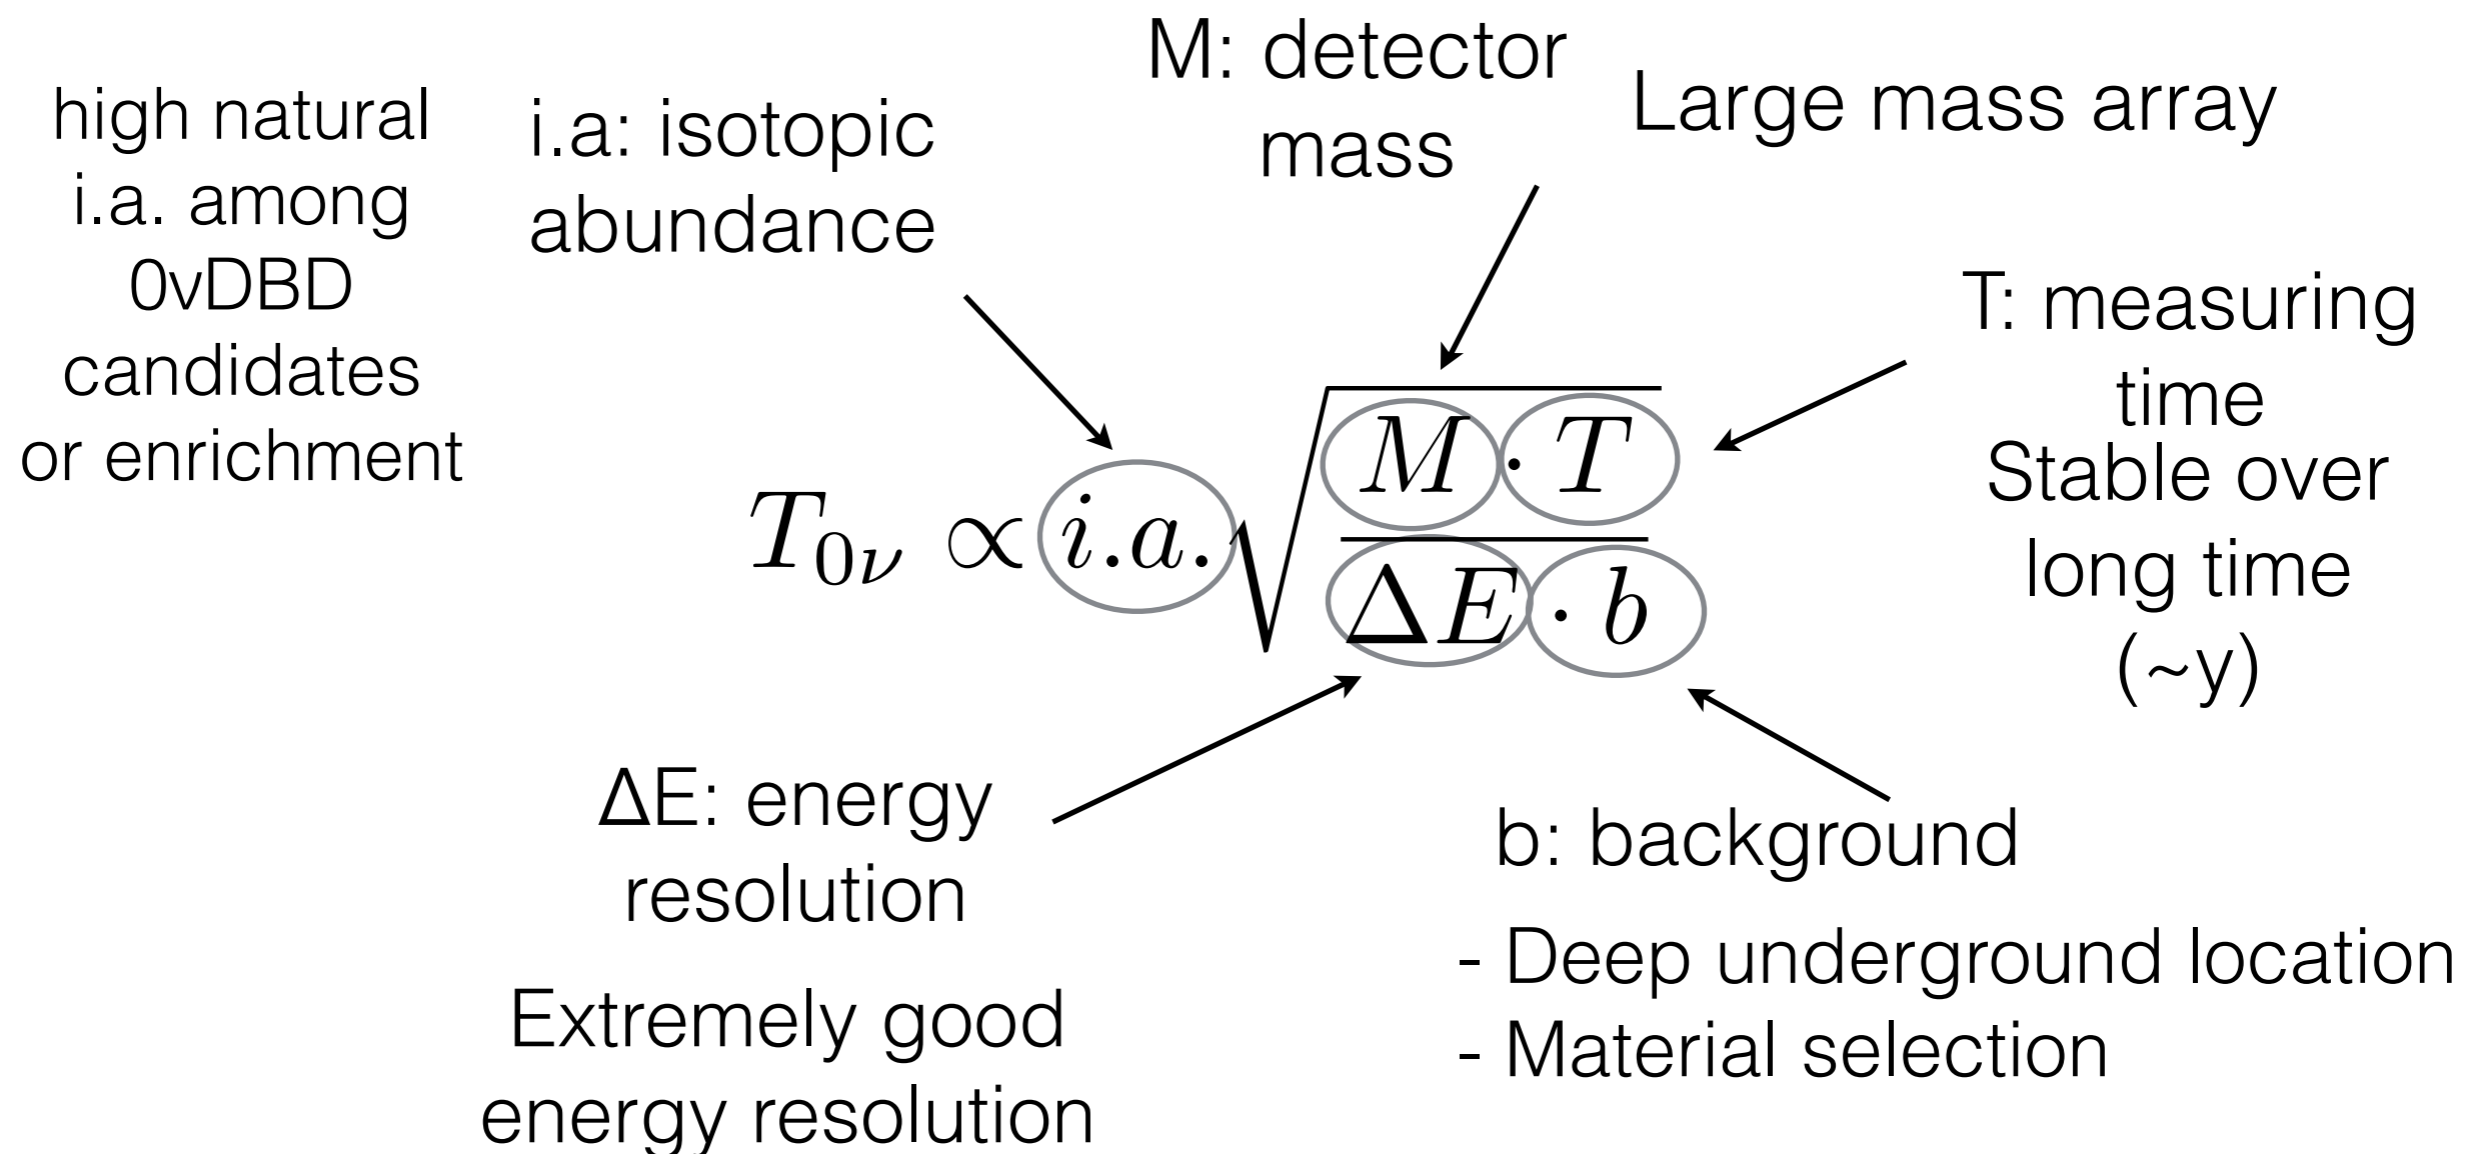 high natural
i.a. among
0νDBD
candidates
or enrichment
i.a: isotopic
abundance
M: detector
mass
Large mass array
T: measuring
time
Stable over
long time
(~y)
T_{0ν} ∝ i.a. √(M · T / ΔE · b)
ΔE: energy
resolution
Extremely good
energy resolution
b: background
- Deep underground location
- Material selection